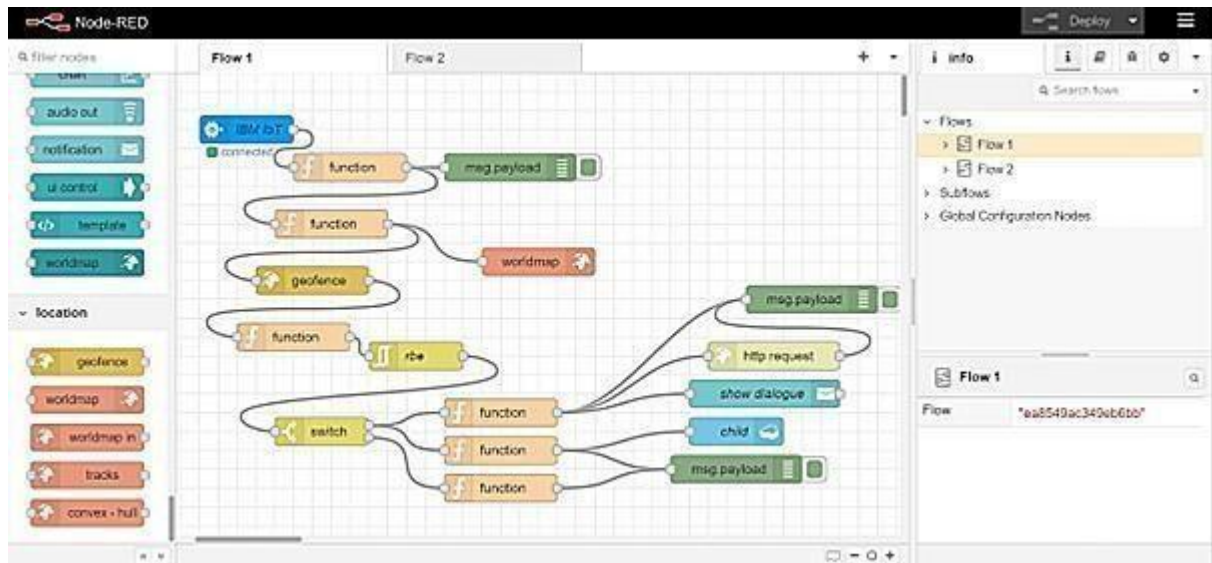 Node-RED
Deploy
filter nodes
Flow 1
Flow 2
i info
i
Search flows
chart
audio out
notification
ui control
template
worldmap
location
geofence
worldmap
worldmap in
tracks
convex-hull
IBM IoT
connected
function
msg.payload
function
worldmap
geofence
function
rbe
msg.payload
http request
show dialogue
switch
function
function
child
msg.payload
function
Flows
Flow 1
Flow 2
Subflows
Global Configuration Nodes
Flow 1
Flow
"ea8549ac349eb6bb"